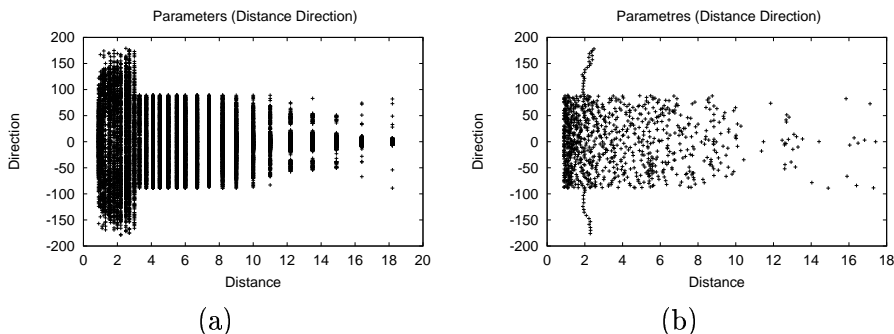 Parameters (Distance Direction)
200
150
100
50
0
-50
-100
-150
-200
Direction
0 2 4 6 8 10 12 14 16 18 20
Distance
(a)
Parametres (Distance Direction)
200
150
100
50
0
-50
-100
-150
-200
Direction
0 2 4 6 8 10 12 14 16 18
Distance
(b)